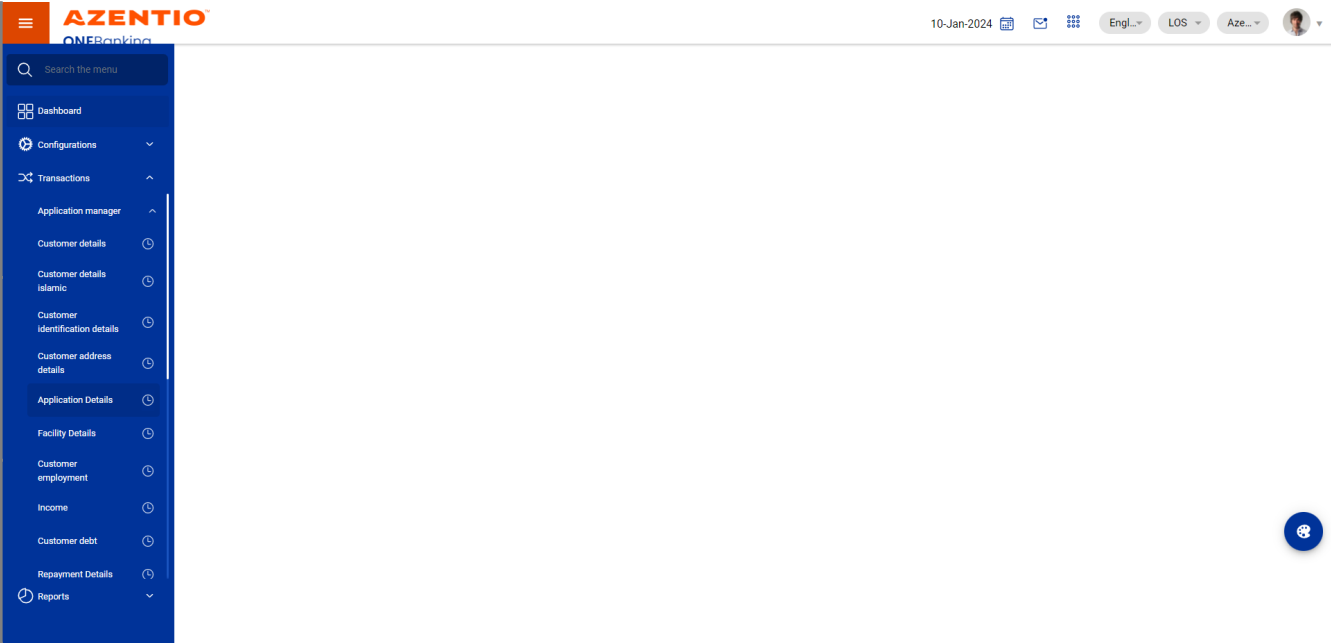 AZENTIO™
ONEBanking
10-Jan-2024
Engl...
LOS
Aze...
Search the menu
Dashboard
Configurations
Transactions
Application manager
Customer details
Customer details
islamic
Customer
identification details
Customer address
details
Application Details
Facility Details
Customer
employment
Income
Customer debt
Repayment Details
Reports